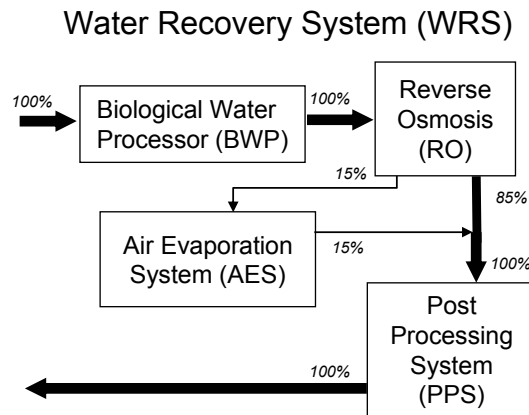 Water Recovery System (WRS)
100%
Biological Water
Processor (BWP)
100%
Reverse
Osmosis
(RO)
15%
85%
Air Evaporation
System (AES)
15%
100%
Post
Processing
System
(PPS)
100%